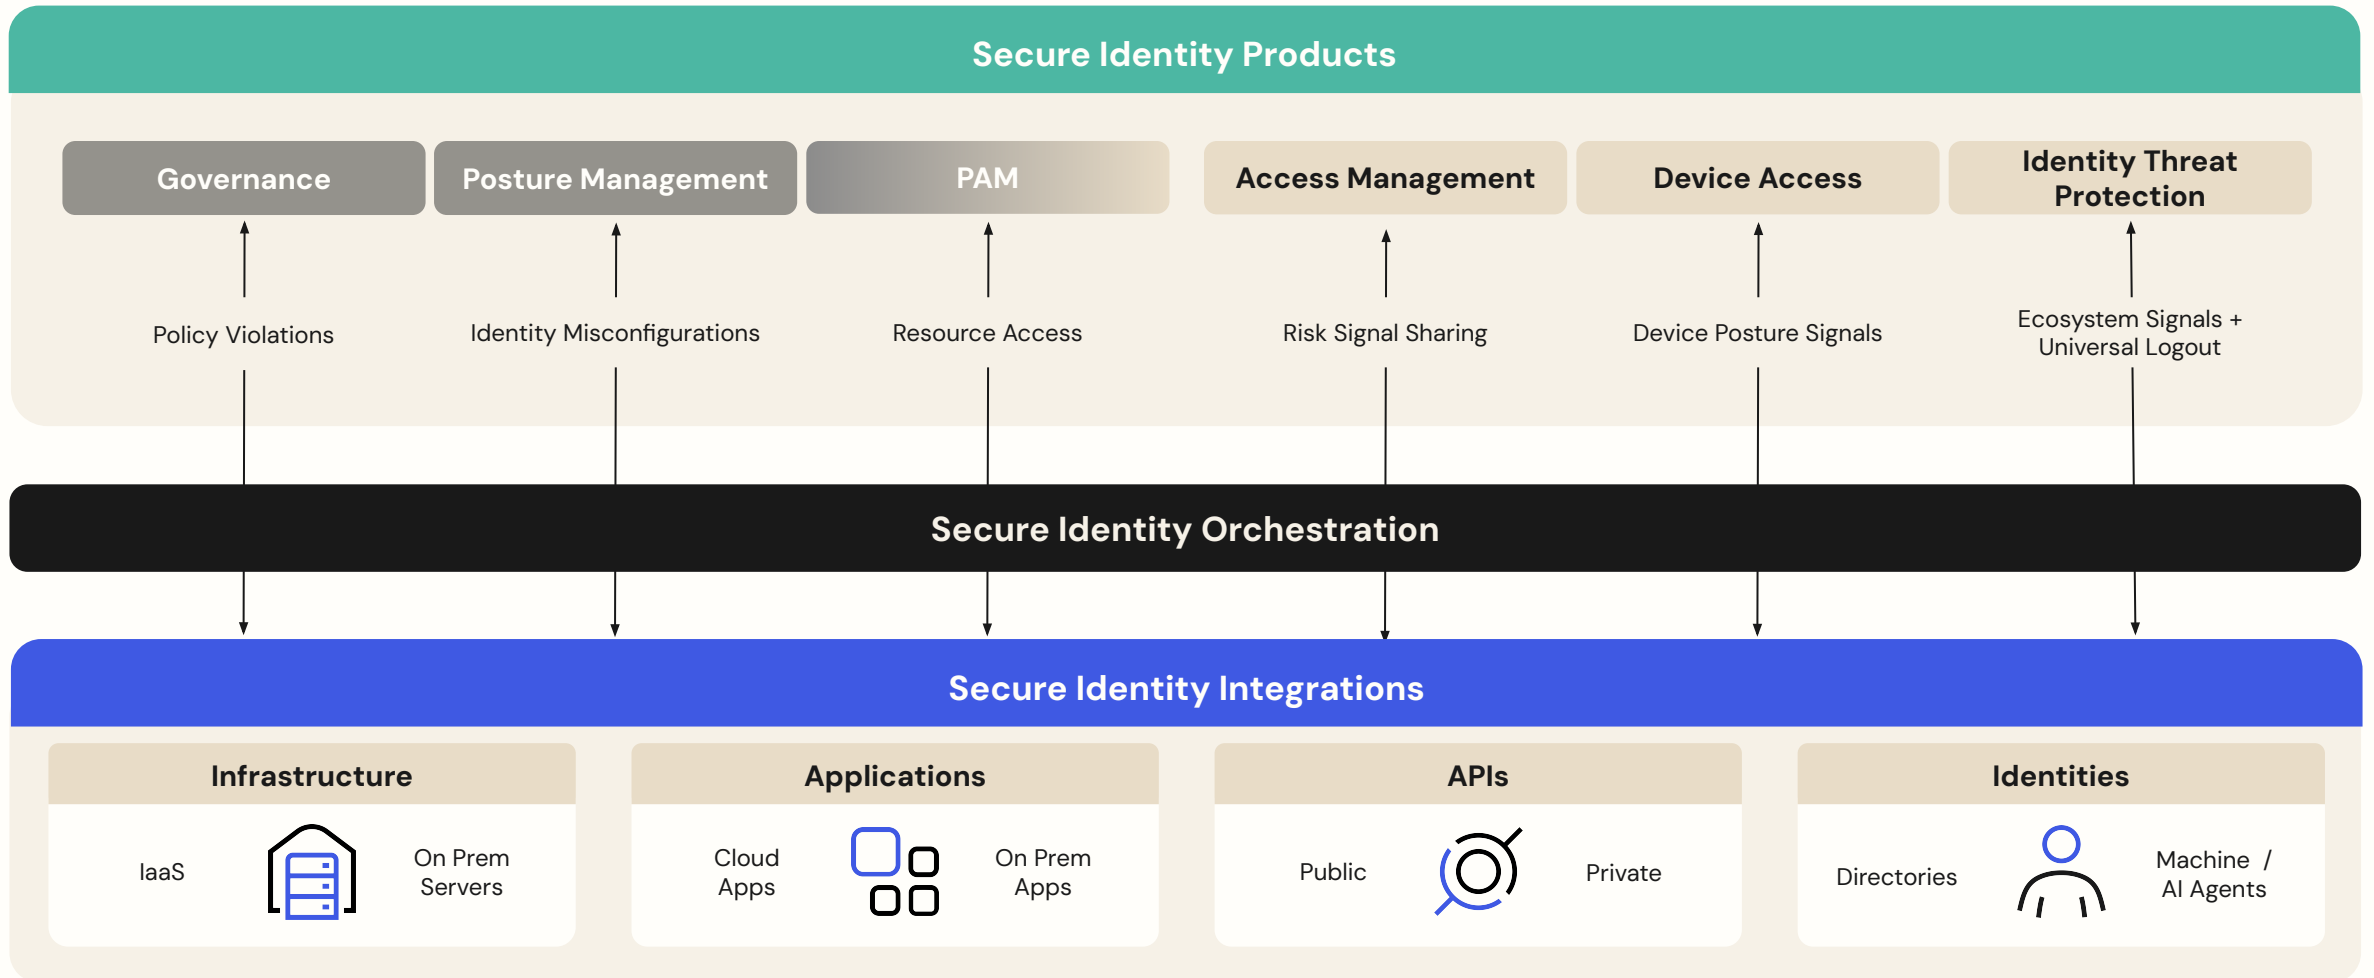 Secure Identity Products
Governance
Posture Management
PAM
Access Management
Device Access
Identity Threat
Protection
Policy Violations
Identity Misconfigurations
Resource Access
Risk Signal Sharing
Device Posture Signals
Ecosystem Signals +
Universal Logout
Secure Identity Orchestration
Secure Identity Integrations
Infrastructure
IaaS
On Prem
Servers
Applications
Cloud
Apps
On Prem
Apps
APIs
Public
Private
Identities
Directories
Machine /
AI Agents